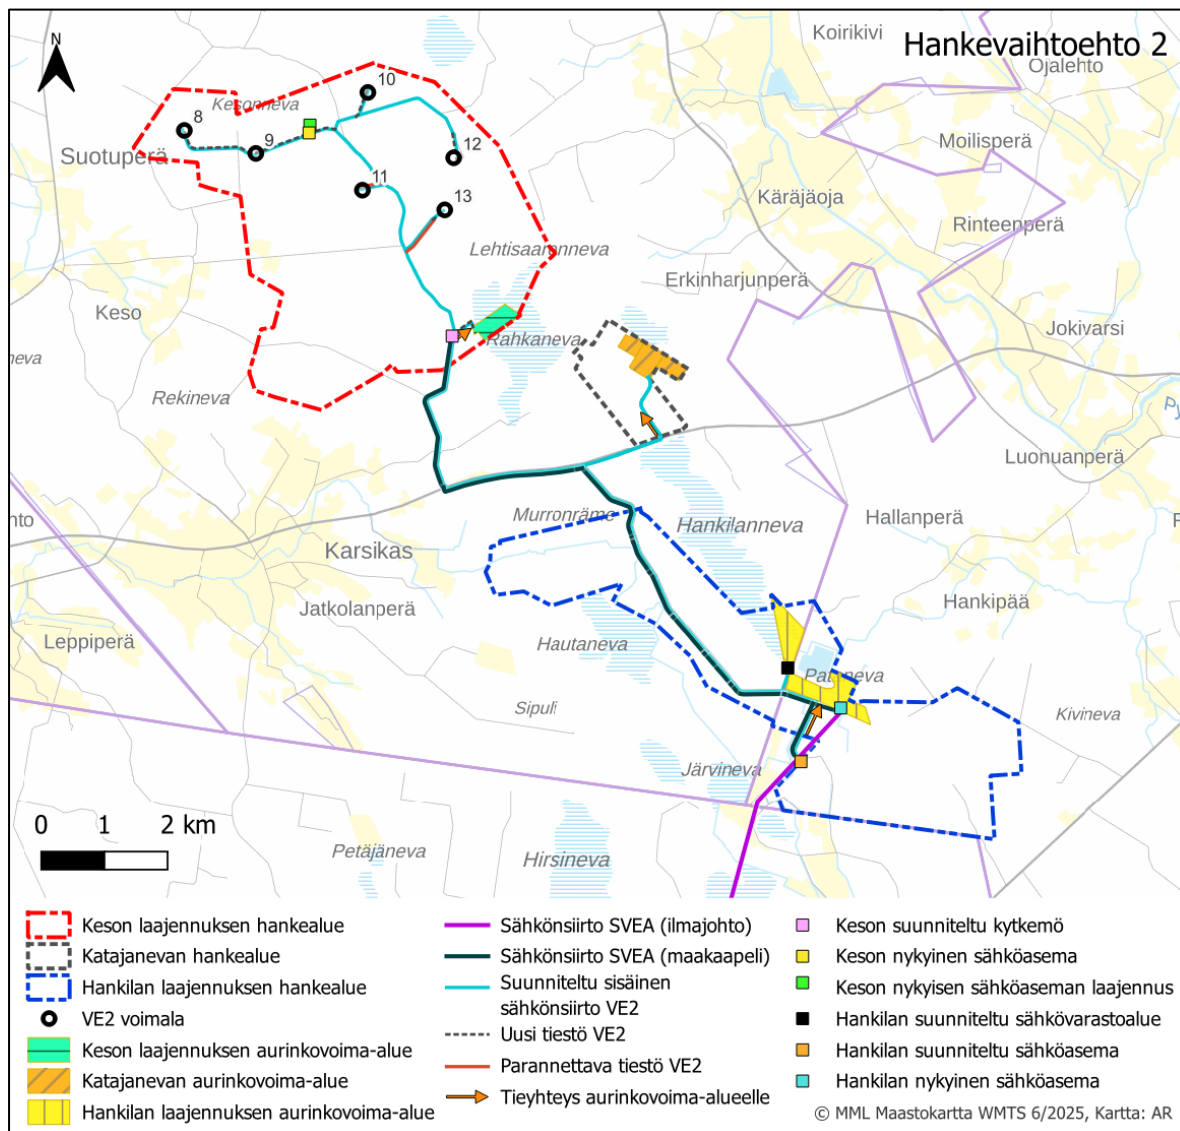 Hankevaihtoehto 2
N
Koirikivi
Ojalehto
10
Kesonneva
8
Suotuperä
9
12
Moilisperä
11
13
Käräjäoja
Rinteenperä
Lehtisaarenneva
Erkinharjunperä
Keso
Jokivarsi
neva
Rahkaneva
Rekineva
Py
Luonuanperä
Murronräme
Hankilanneva
Hallanperä
hto
Karsikas
Jatkolanperä
Hankipää
Leppiperä
Hautaneva
Sipuli
Kivineva
Järvineva
0 1 2 km
Petäjäneva
Hirsineva
Keson laajennuksen hankealue
Katajanevan hankealue
Hankilan laajennuksen hankealue
VE2 voimala
Keson laajennuksen aurinkovoima-alue
Katajanevan aurinkovoima-alue
Hankilan laajennuksen aurinkovoima-alue
Sähkönsiirto SVEA (ilmajohto)
Sähkönsiirto SVEA (maakaapeli)
Suunniteltu sisäinen
sähkönsiirto VE2
Uusi tiestö VE2
Parannettava tiestö VE2
Tieyhteys aurinkovoima-alueelle
Keson suunniteltu kytkemö
Keson nykyinen sähköasema
Keson nykyisen sähköaseman laajennus
Hankilan suunniteltu sähkövarastoalue
Hankilan suunniteltu sähköasema
Hankilan nykyinen sähköasema
© MML Maastokartta WMTS 6/2025, Kartta: AR